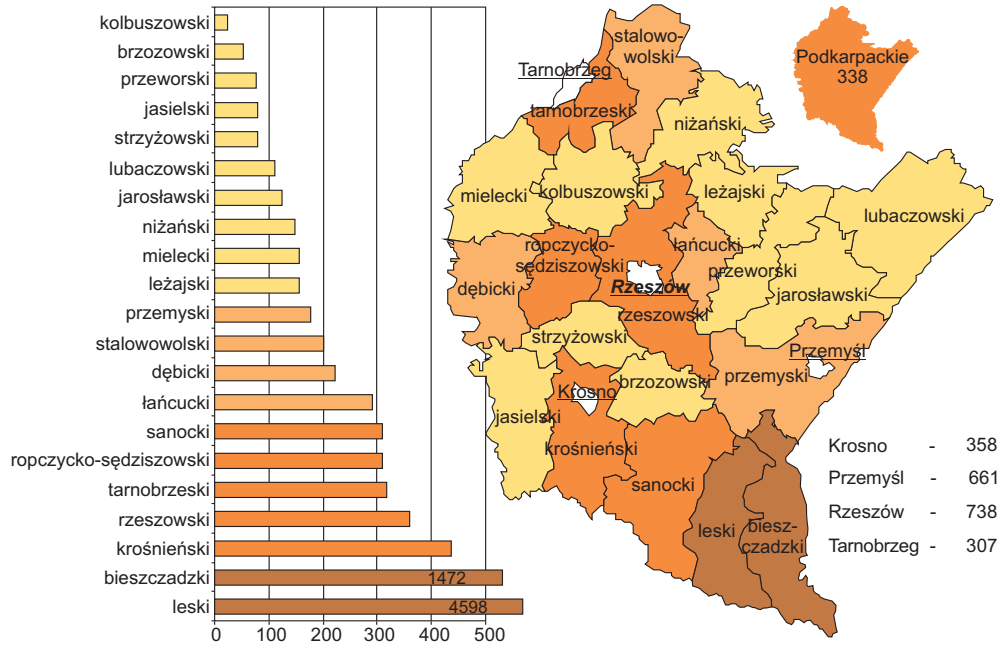 kolbuszowski
brzozowski
przeworski
jasielski
strzyżowski
lubaczowski
jarosławski
niżański
mielecki
leżajski
przemyski
stalowowolski
dębicki
łańcucki
sanocki
ropczycko-sędziszowski
tarnobrzeski
rzeszowski
krośnieński
bieszczadzki
1472
leski
4598
0 100 200 300 400 500
stalowo-
wolski
Tarnobrzeg
tarnobrzeski
niżański
mielecki
kolbuszowski
leżajski
lubaczowski
ropczycko-
sędziszowski
łańcucki
dębicki
przeworski
Rzeszów
jarosławski
rzeszowski
strzyżowski
Przemyśl
przemyski
brzozowski
Krosno
jasielski
krośnieński
sanocki
leski
biesz-
czadzki
Podkarpackie
338
Krosno - 358
Przemyśl - 661
Rzeszów - 738
Tarnobrzeg - 307